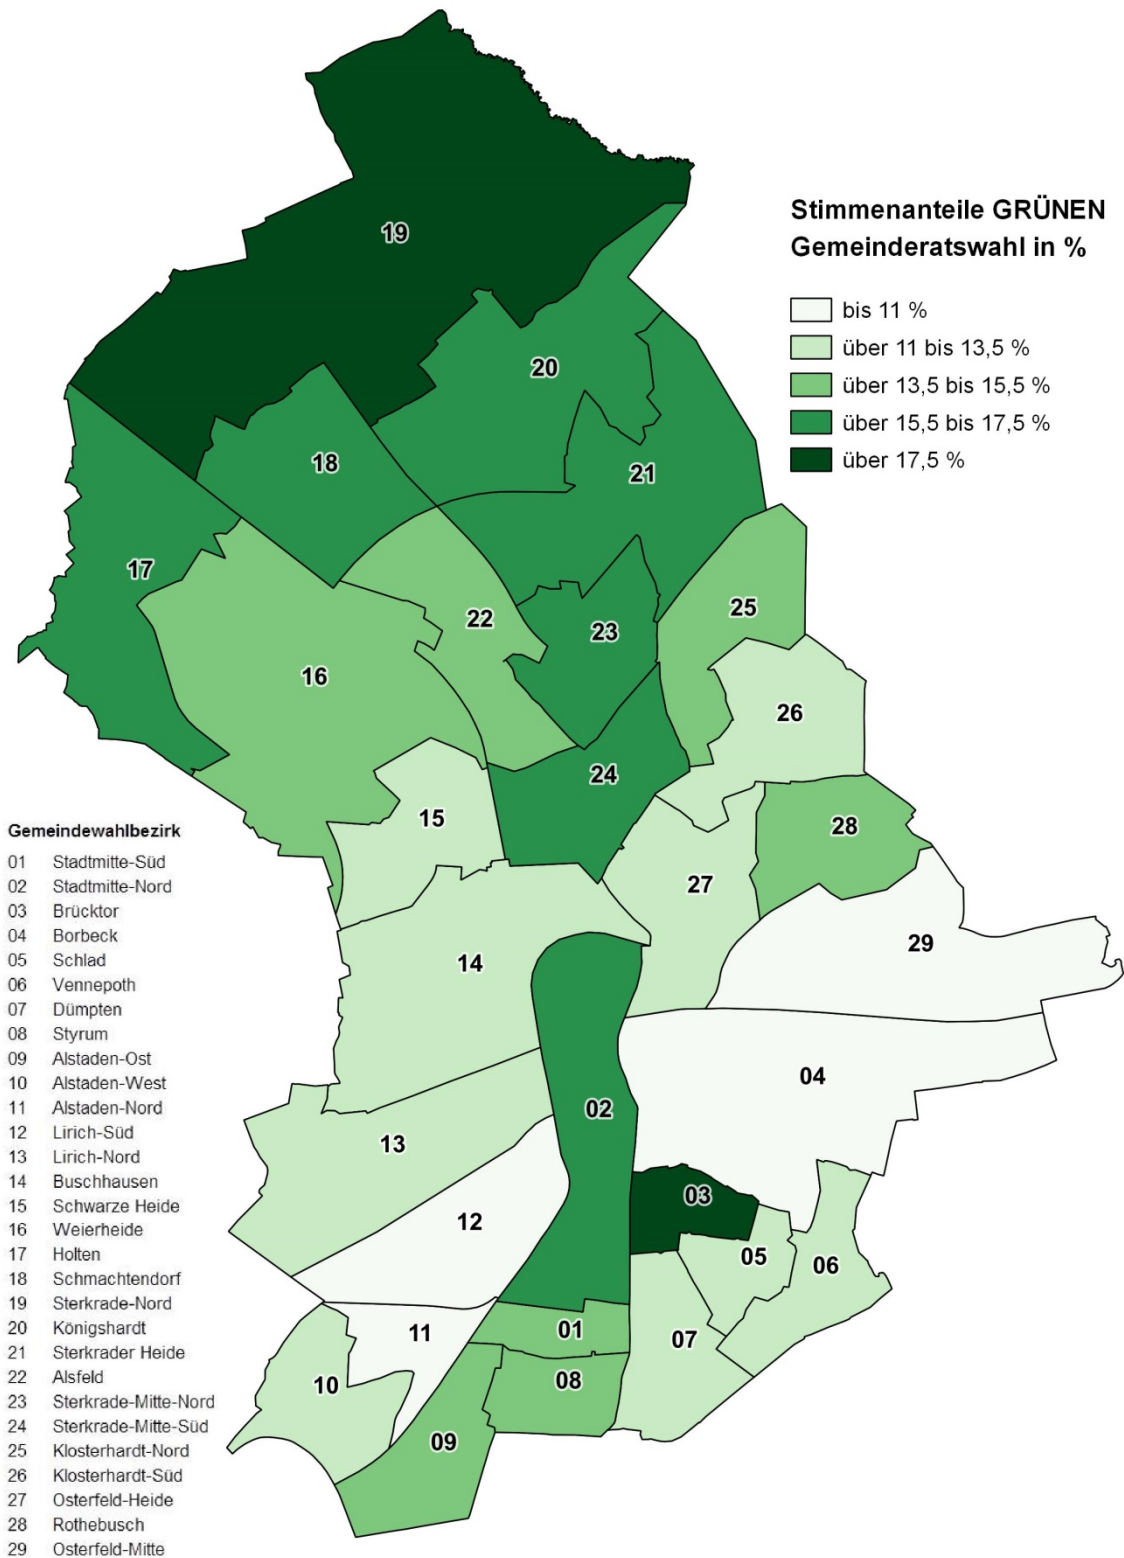 Stimmenanteile GRÜNEN
Gemeinderatswahl in %
bis 11 %
über 11 bis 13,5 %
über 13,5 bis 15,5 %
über 15,5 bis 17,5 %
über 17,5 %
19
20
18
21
17
25
22
23
16
26
24
15
28
27
29
14
04
02
13
03
12
05
06
01
11
07
08
10
09
Gemeindewahlbezirk
01 Stadtmitte-Süd
02 Stadtmitte-Nord
03 Brücktor
04 Borbeck
05 Schlad
06 Vennepoth
07 Dümpten
08 Styrum
09 Alstaden-Ost
10 Alstaden-West
11 Alstaden-Nord
12 Lirich-Süd
13 Lirich-Nord
14 Buschhausen
15 Schwarze Heide
16 Weierheide
17 Holten
18 Schmachtendorf
19 Sterkrade-Nord
20 Königshardt
21 Sterkrader Heide
22 Alsfeld
23 Sterkrade-Mitte-Nord
24 Sterkrade-Mitte-Süd
25 Klosterhardt-Nord
26 Klosterhardt-Süd
27 Osterfeld-Heide
28 Rothebusch
29 Osterfeld-Mitte